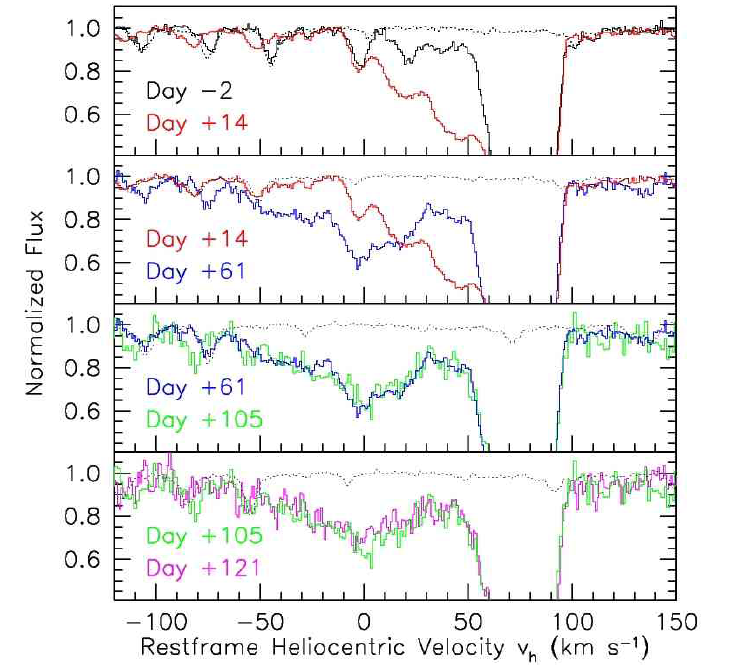 1.0
0.8
0.6
Day −2
Day +14
1.0
0.8
0.6
Day +14
Day +61
Normalized Flux
1.0
0.8
0.6
Day +61
Day +105
1.0
0.8
0.6
Day +105
Day +121
−100 −50 0 50 100 150
Restframe Heliocentric Velocity vₕ (km s⁻¹)